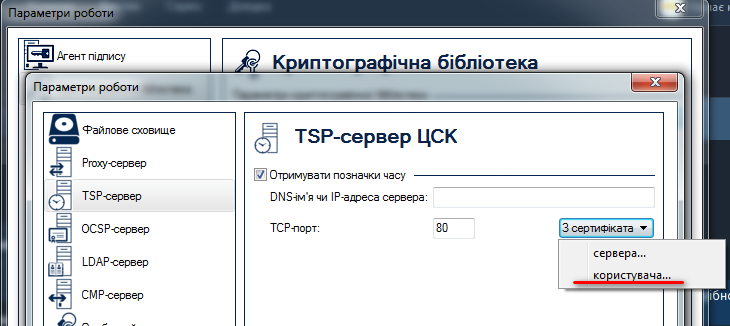 Сервіс Довідка
Параметри роботи
Агент підпису
Криптографічна бібліотека
Параметри роботи
Файлове сховище
Proxy-сервер
TSP-сервер
OCSP-сервер
LDAP-сервер
CMP-сервер
TSP-сервер ЦСК
Отримувати позначки часу
DNS-ім'я чи IP-адреса сервера:
TCP-порт: 80 З сертифіката
сервера...
користувача...